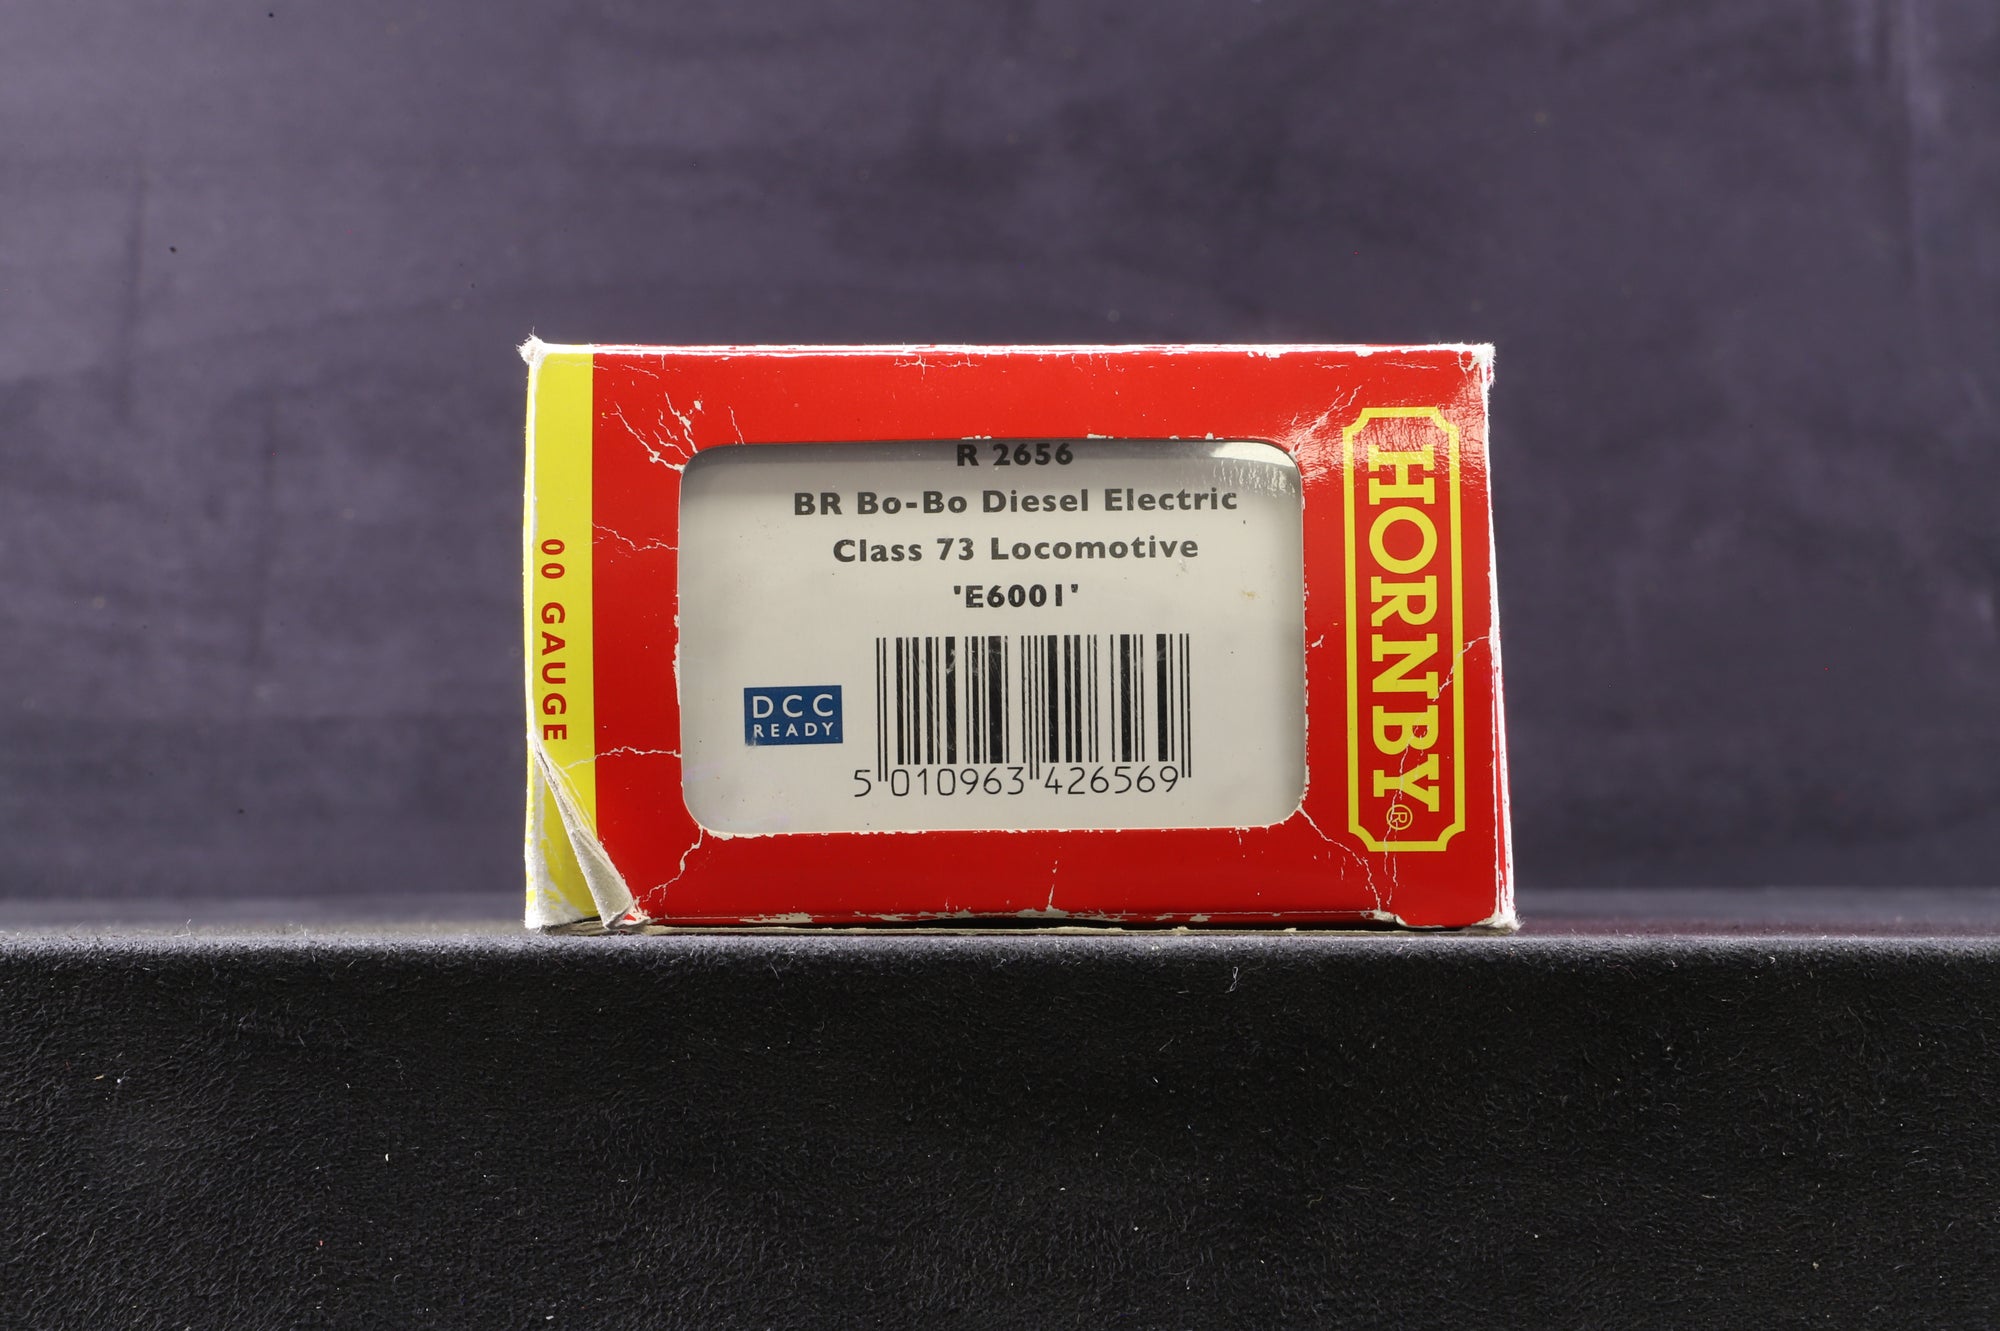 R 2656
BR Bo-Bo Diesel Electric
Class 73 Locomotive
'E6001'
DCC
READY
5 010963 426569
00 GAUGE
HORNBY®